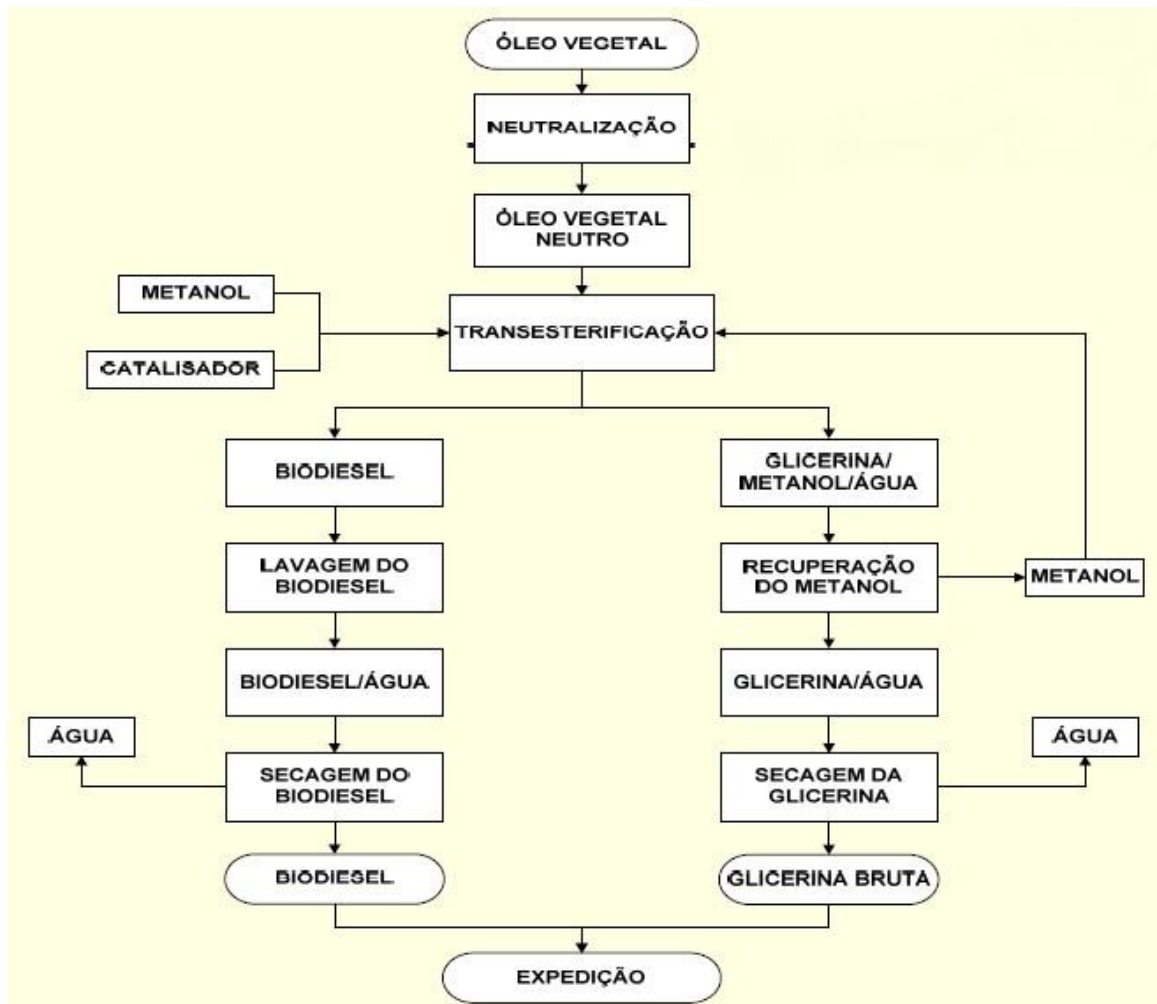 ÓLEO VEGETAL
NEUTRALIZAÇÃO
ÓLEO VEGETAL
NEUTRO
METANOL
TRANSESTERIFICAÇÃO
CATALISADOR
BIODIESEL
GLICERINA/
METANOL/ÁGUA
LAVAGEM DO
BIODIESEL
RECUPERAÇÃO
DO METANOL
METANOL
BIODIESEL/ÁGUA
GLICERINA/ÁGUA
ÁGUA
ÁGUA
SECAGEM DO
BIODIESEL
SECAGEM DA
GLICERINA
BIODIESEL
GLICERINA BRUTA
EXPEDIÇÃO